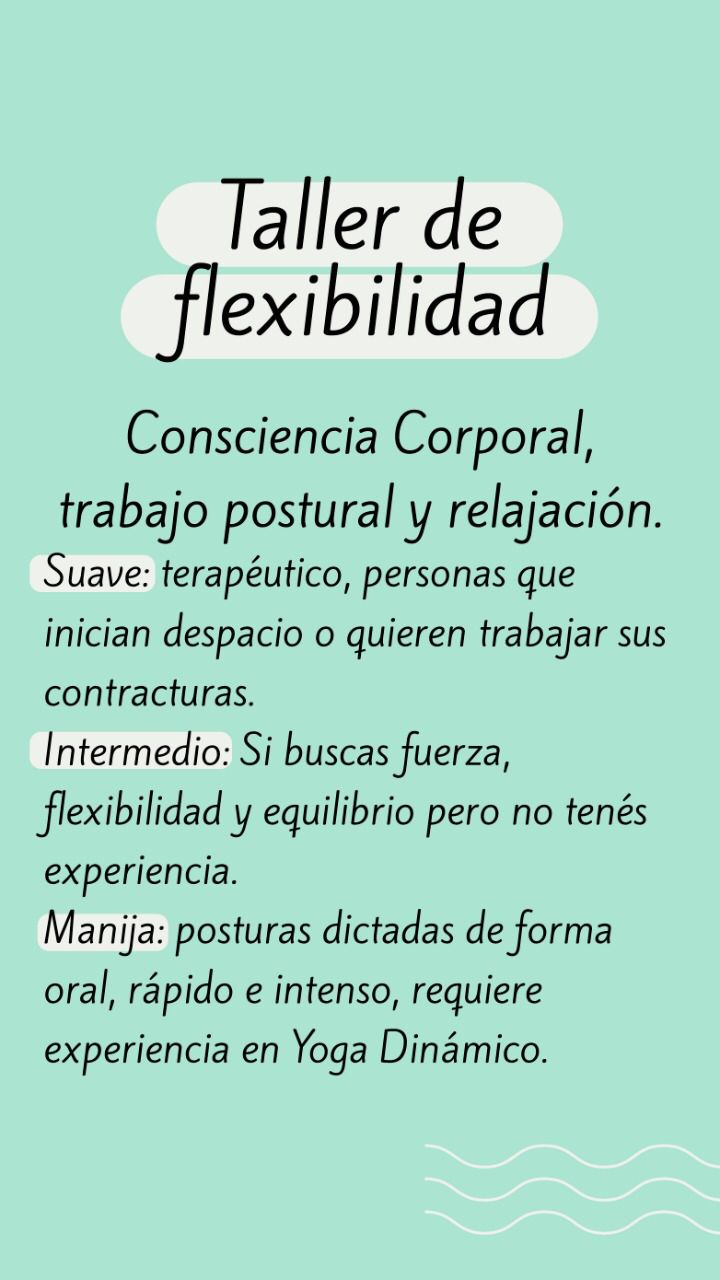 Taller de
flexibilidad
Consciencia Corporal,
trabajo postural y relajación.
Suave: terapéutico, personas que
inician despacio o quieren trabajar sus
contracturas.
Intermedio: Si buscas fuerza,
flexibilidad y equilibrio pero no tenés
experiencia.
Manija: posturas dictadas de forma
oral, rápido e intenso, requiere
experiencia en Yoga Dinámico.